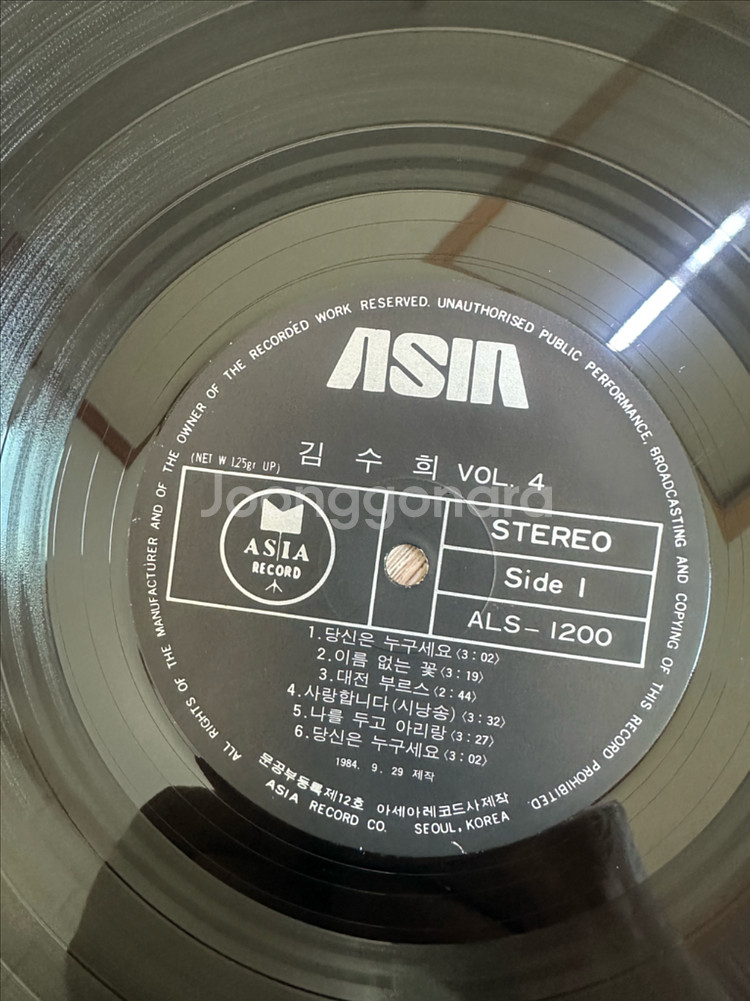 ALL RIGHTS OF THE MANUFACTURER AND OF THE OWNER OF THE RECORDED WORK RESERVED. UNAUTHORISED PUBLIC PERFORMANCE, BROADCASTING AND COPYING OF THIS RECORD PROHIBITED.
ASIA
(NET W 125gr UP) 김 수 희 VOL. 4
Joonggonara
ASIA
RECORD
STEREO
Side 1
ALS-1200
1.당신은 누구세요〈3:02〉
2.이름 없는 꽃〈3:19〉
3.대전 부르스〈2:44〉
4.사랑합니다(시낭송)〈3:32〉
5.나를 두고 아리랑〈3:27〉
6.당신은 누구세요〈3:02〉
1984. 9. 29 제작
문공부등록제12호 아세아레코드사제작
ASIA RECORD CO. SEOUL, KOREA